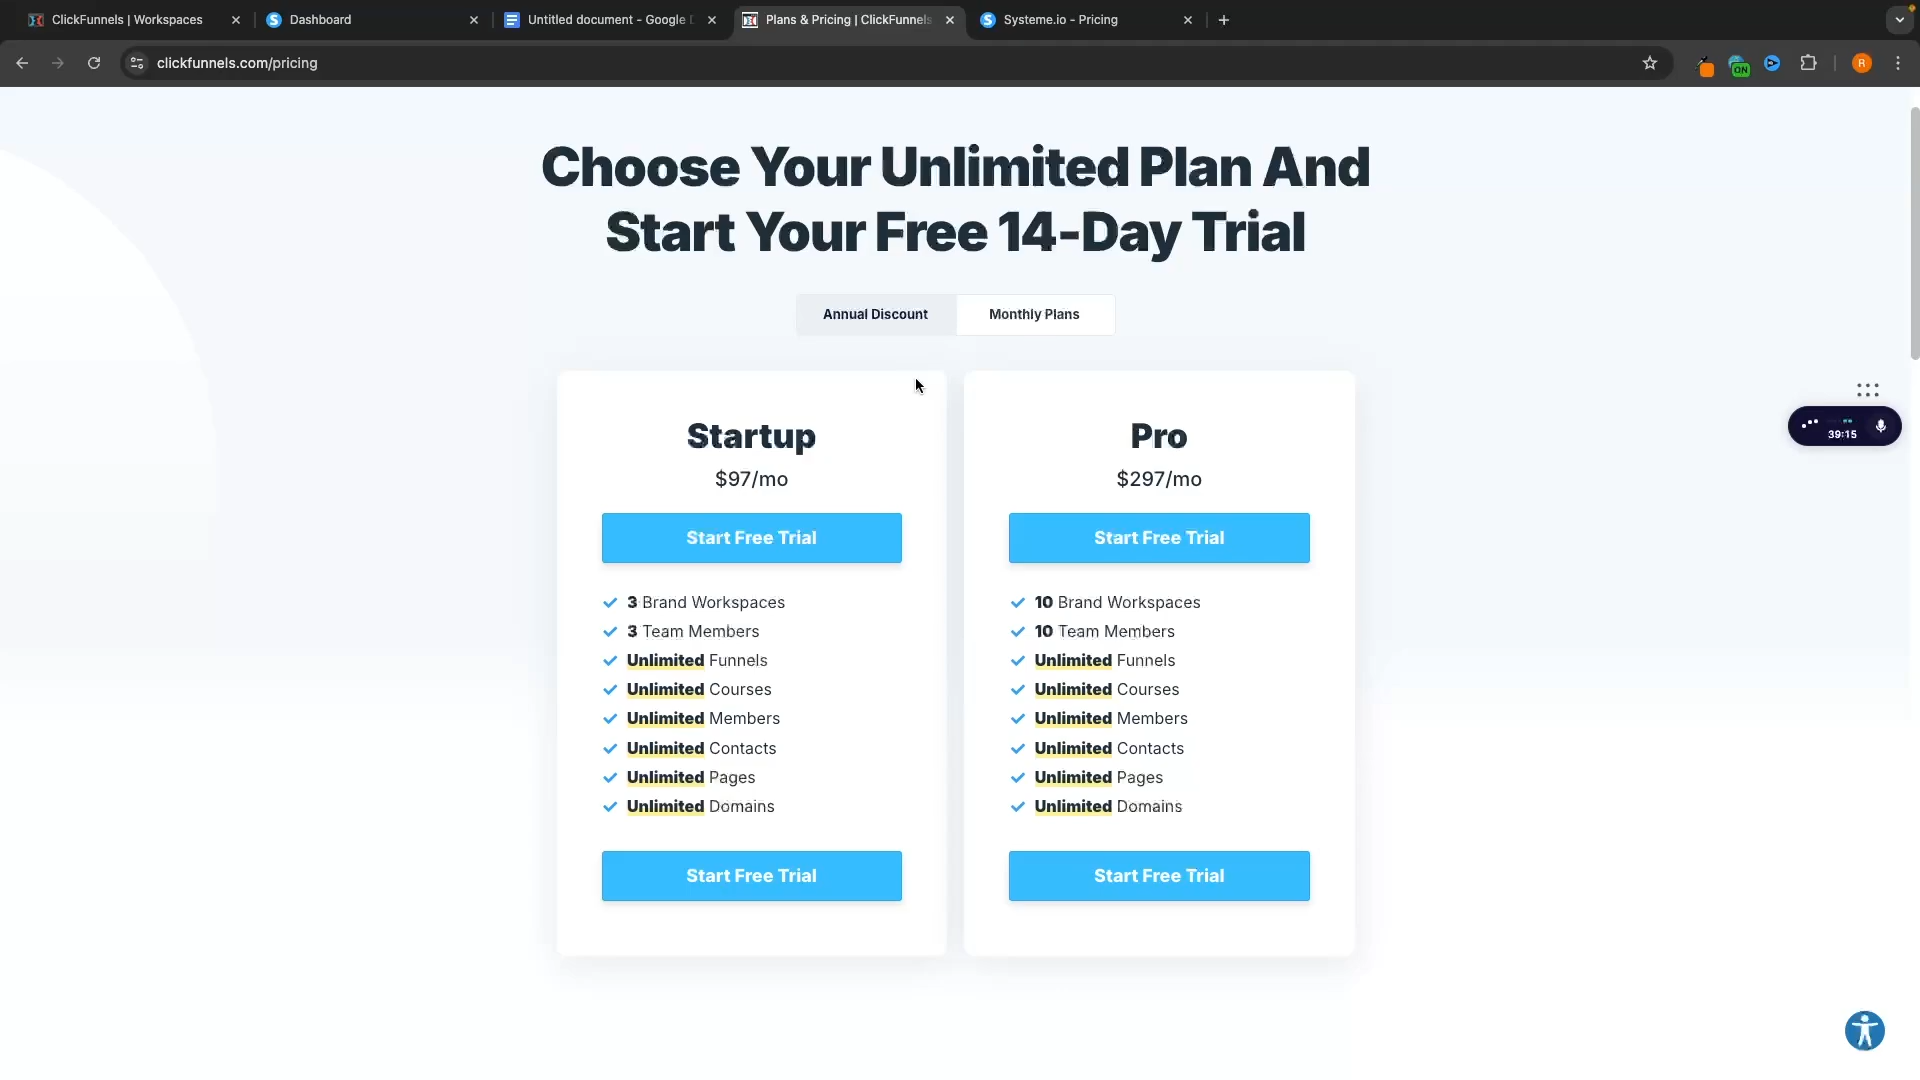 ClickFunnels | Workspaces
Dashboard
Untitled document - Google D
Plans & Pricing | ClickFunnels
Systeme.io - Pricing
clickfunnels.com/pricing
ON
R
Choose Your Unlimited Plan And
Start Your Free 14-Day Trial
Annual Discount
Monthly Plans
Startup
$97/mo
Start Free Trial
3 Brand Workspaces
3 Team Members
Unlimited Funnels
Unlimited Courses
Unlimited Members
Unlimited Contacts
Unlimited Pages
Unlimited Domains
Start Free Trial
Pro
$297/mo
Start Free Trial
10 Brand Workspaces
10 Team Members
Unlimited Funnels
Unlimited Courses
Unlimited Members
Unlimited Contacts
Unlimited Pages
Unlimited Domains
Start Free Trial
39:15